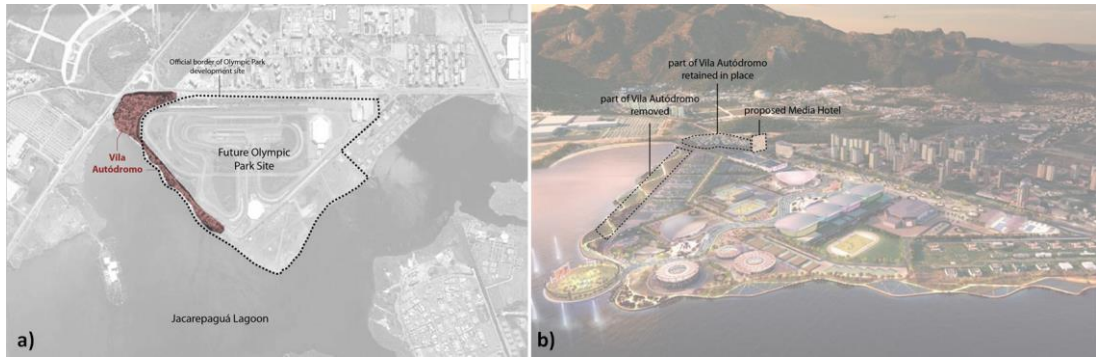 Official border of Olympic Park
development site
Vila
Autódromo
Future Olympic
Park Site
Jacarepaguá Lagoon
a)
part of Vila Autódromo
retained in place
part of Vila Autódromo
removed
proposed Media Hotel
b)